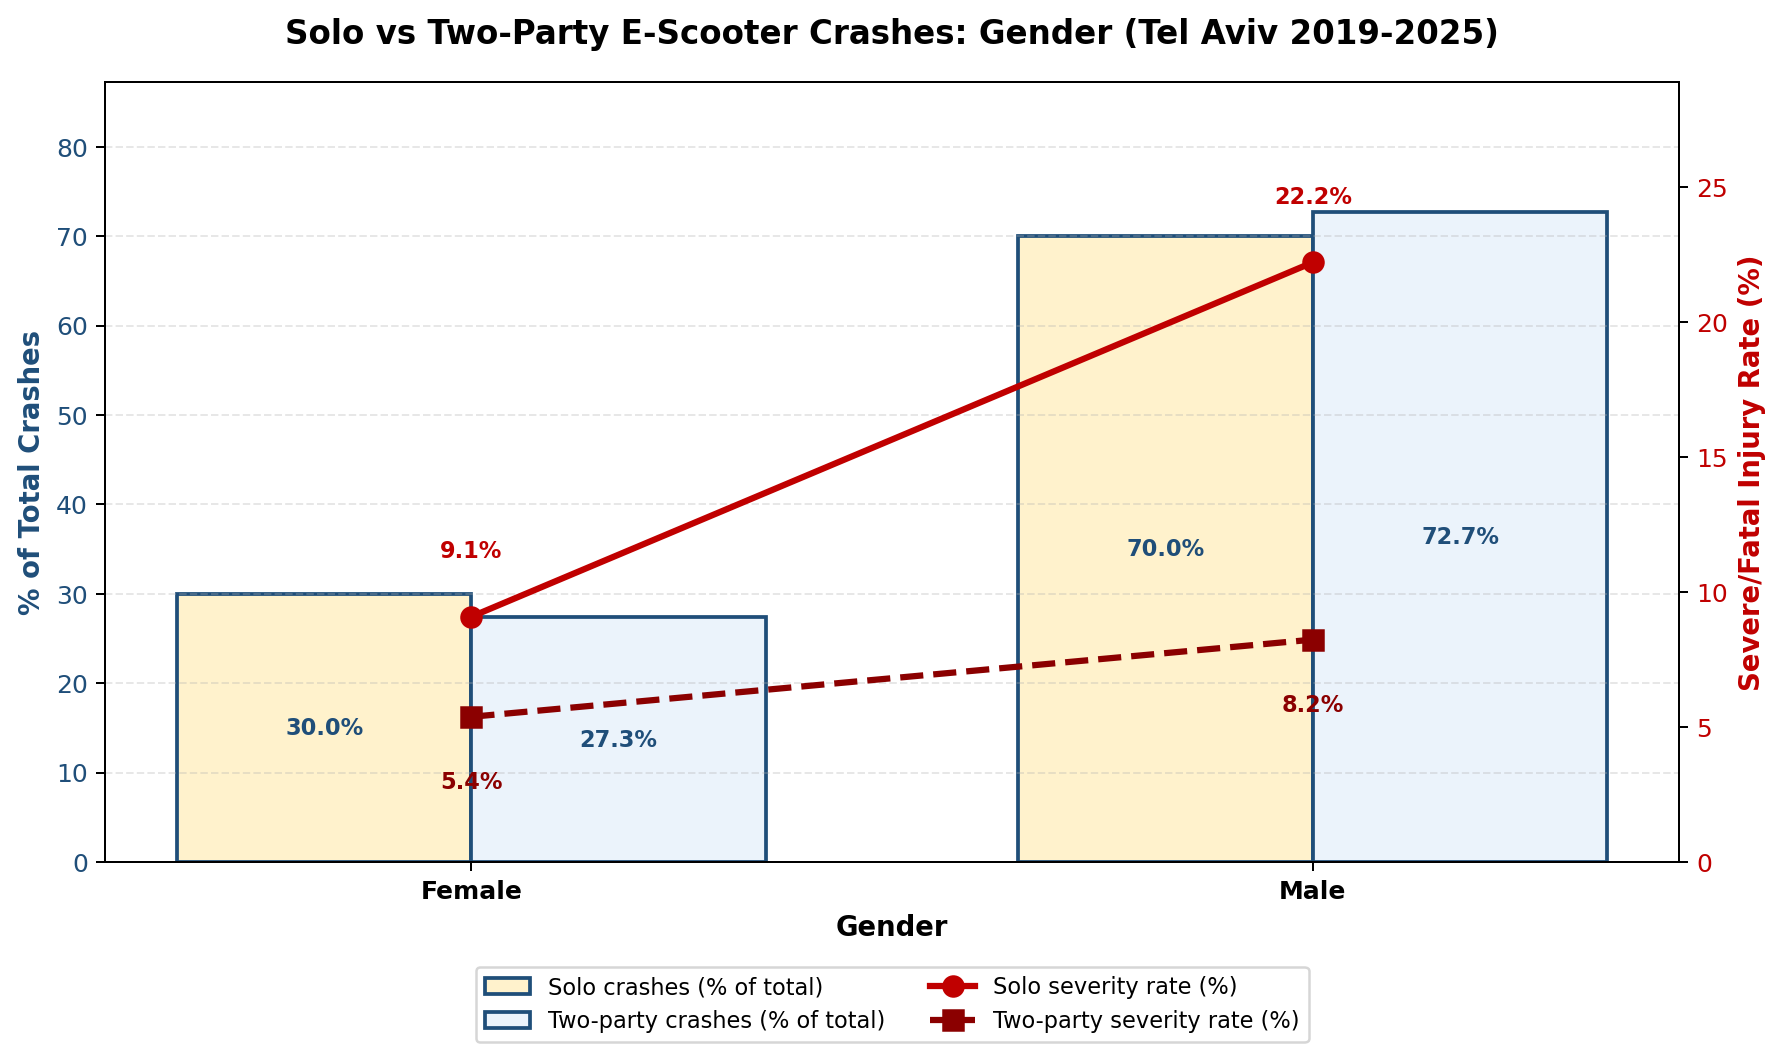 Solo vs Two-Party E-Scooter Crashes: Gender (Tel Aviv 2019-2025)
% of Total Crashes
80
70
60
50
40
30
20
10
0
25
20
15
10
5
0
Severe/Fatal Injury Rate (%)
22.2%
9.1%
70.0%
72.7%
8.2%
30.0%
27.3%
5.4%
Female
Male
Gender
Solo crashes (% of total)
Two-party crashes (% of total)
Solo severity rate (%)
Two-party severity rate (%)